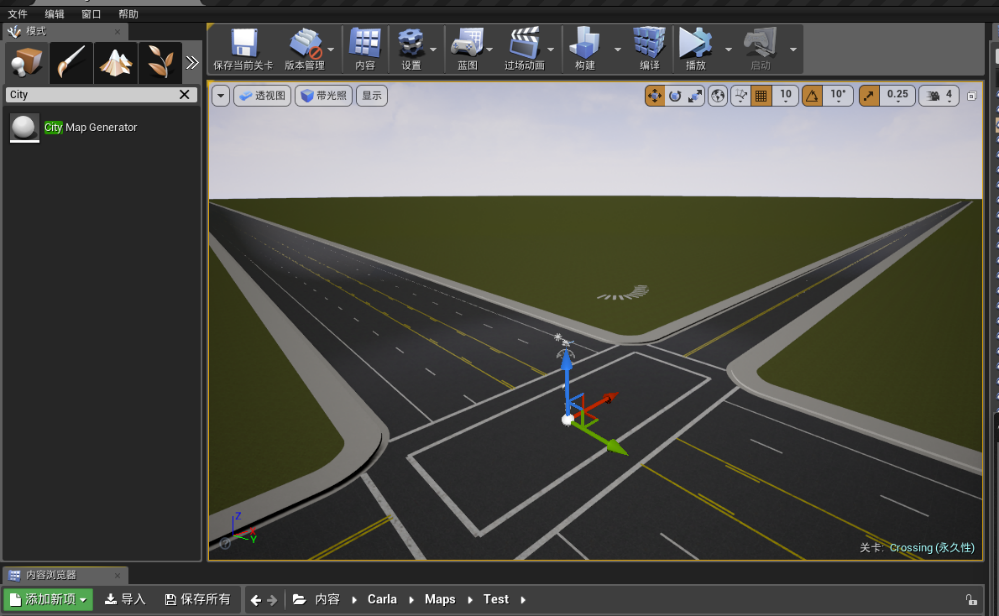 文件 编辑 窗口 帮助
模式
保存当前关卡 版本管理 内容 设置 蓝图 过场动画 构建 编译 播放 启动
City
透视图 带光照 显示 10 10° 0.25 4
City Map Generator
Z
X
Y
关卡: Crossing (永久性)
内容浏览器
添加新项 导入 保存所有 内容 Carla Maps Test